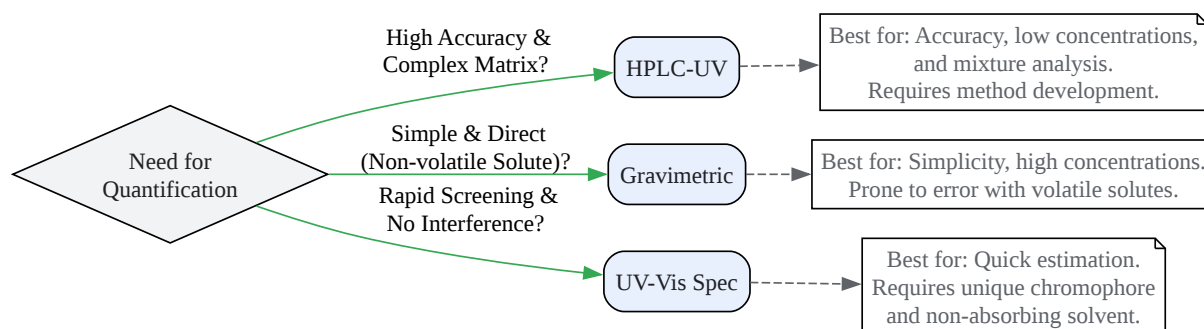 Need for
Quantification
High Accuracy &
Complex Matrix?
HPLC-UV
Best for: Accuracy, low concentrations,
and mixture analysis.
Requires method development.
Simple & Direct
(Non-volatile Solute)?
Gravimetric
Best for: Simplicity, high concentrations.
Prone to error with volatile solutes.
Rapid Screening &
No Interference?
UV-Vis Spec
Best for: Quick estimation.
Requires unique chromophore
and non-absorbing solvent.